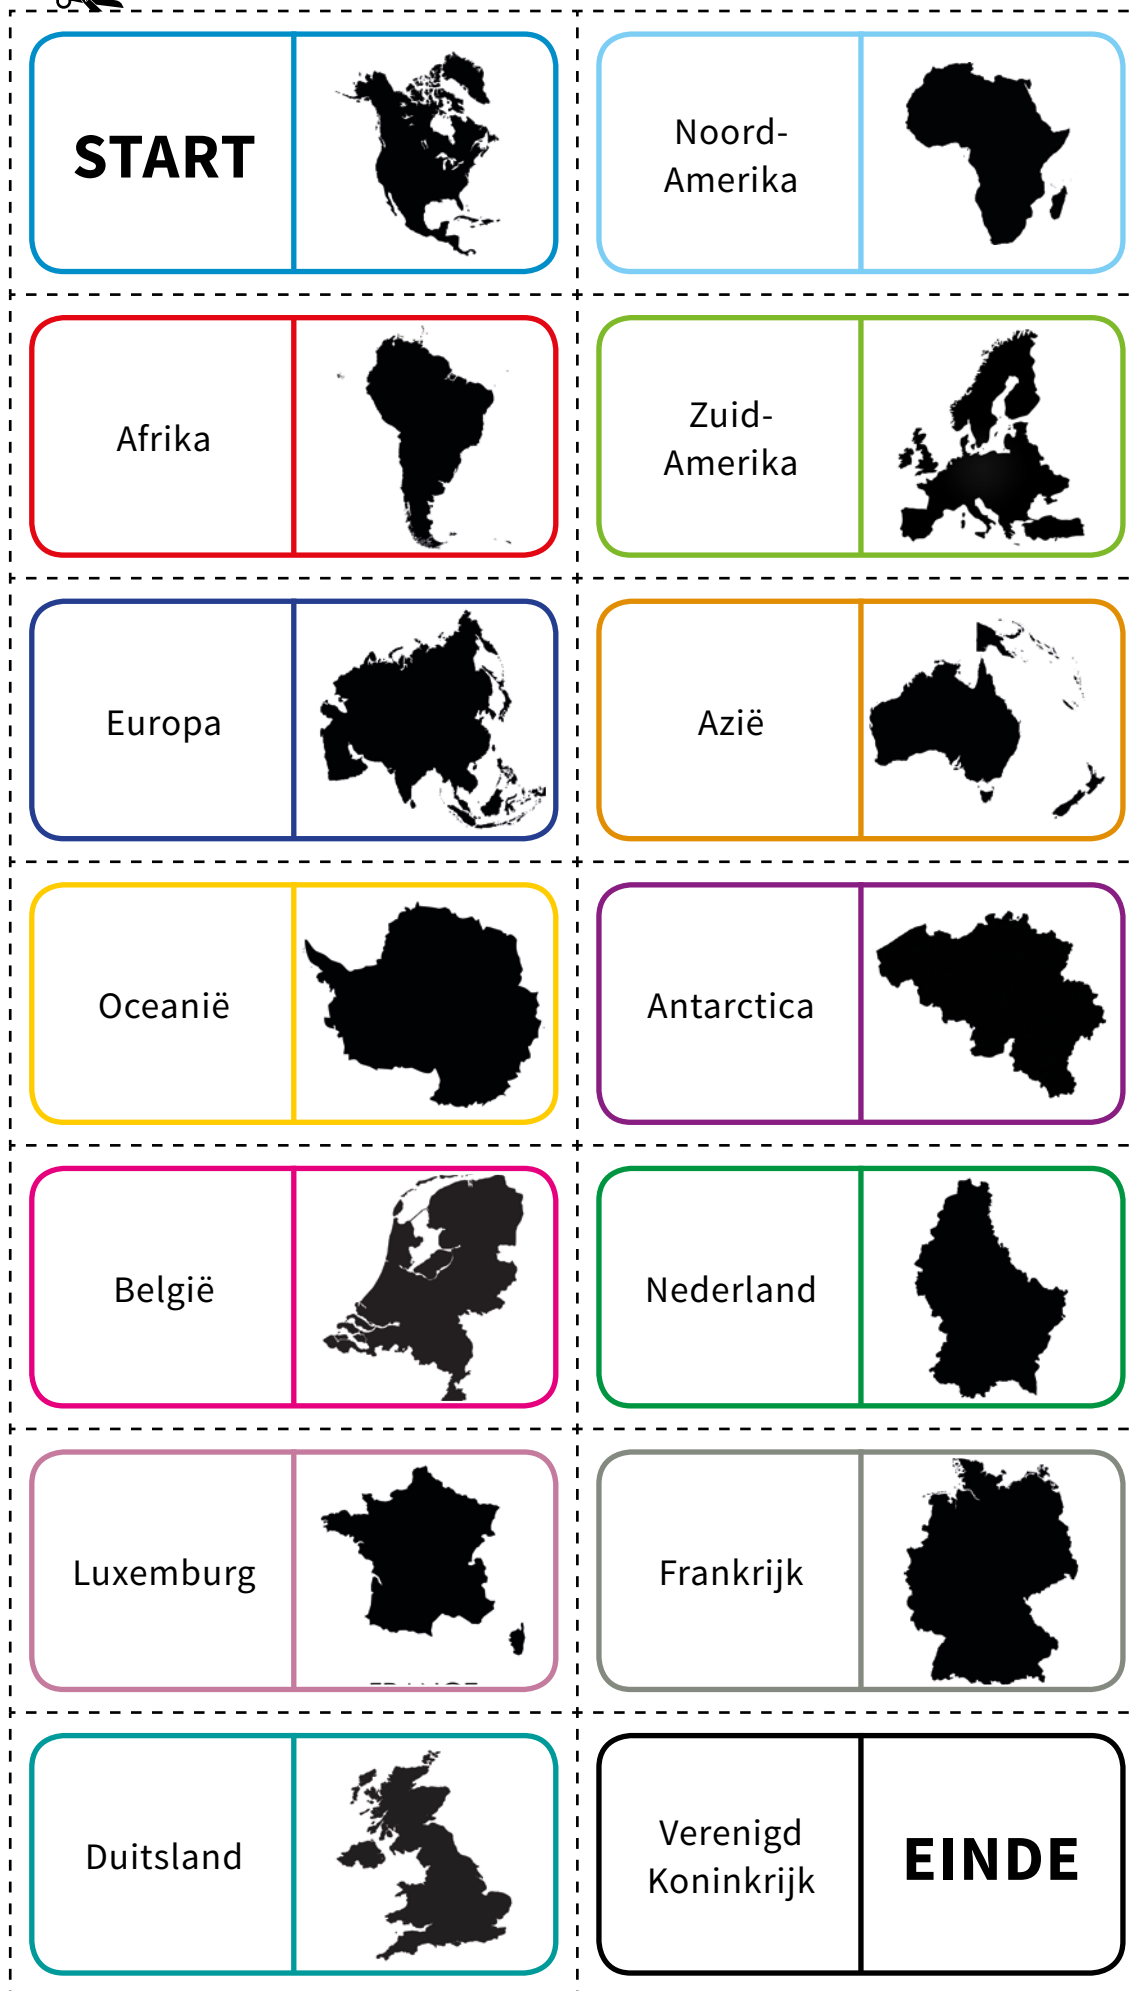 START
Noord-
Amerika
Afrika
Zuid-
Amerika
Europa
Azië
Oceanië
Antarctica
België
Nederland
Luxemburg
Frankrijk
Duitsland
Verenigd
Koninkrijk
EINDE